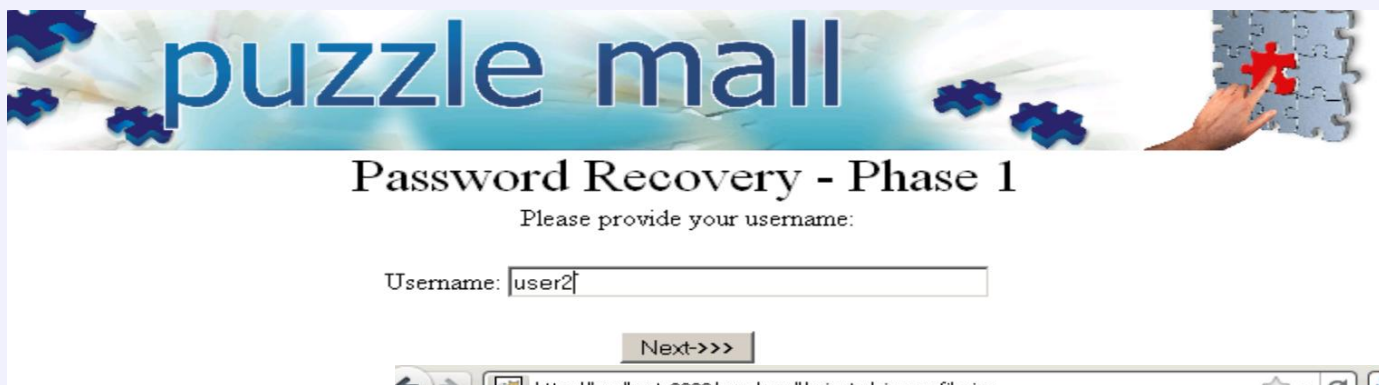 puzzle mall
Password Recovery - Phase 1
Please provide your username:
Username: user2
Next->>>